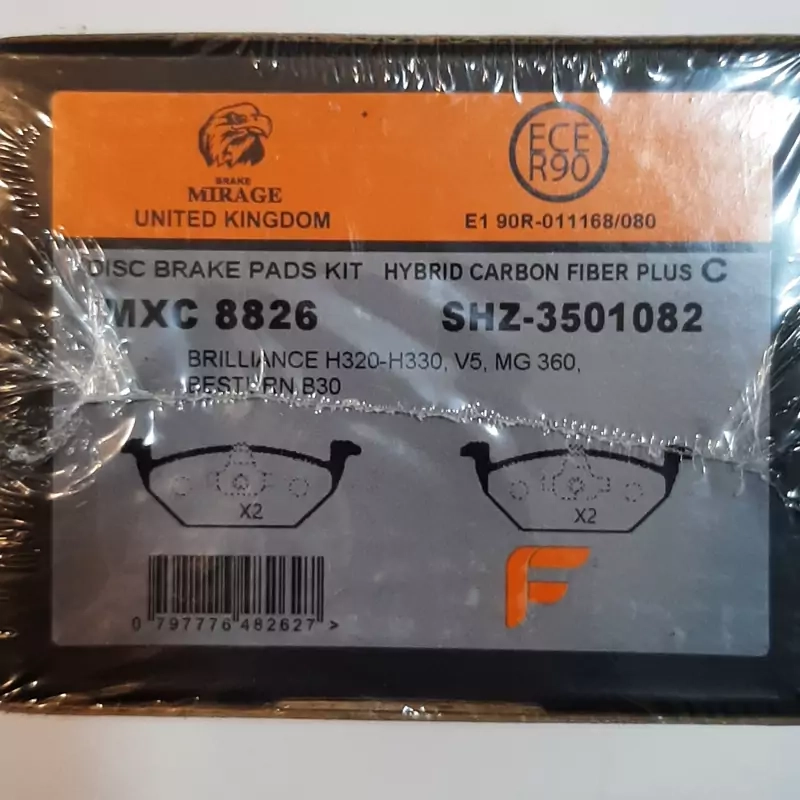 BRAKE
MIRAGE
UNITED KINGDOM
ECE
R90
E1 90R-011168/080
DISC BRAKE PADS KIT HYBRID CARBON FIBER PLUS C
MXC 8826 SHZ-3501082
BRILLIANCE H320-H330, V5, MG 360,
BESTURN B30
X2 X2
0 797776 482627 >
F